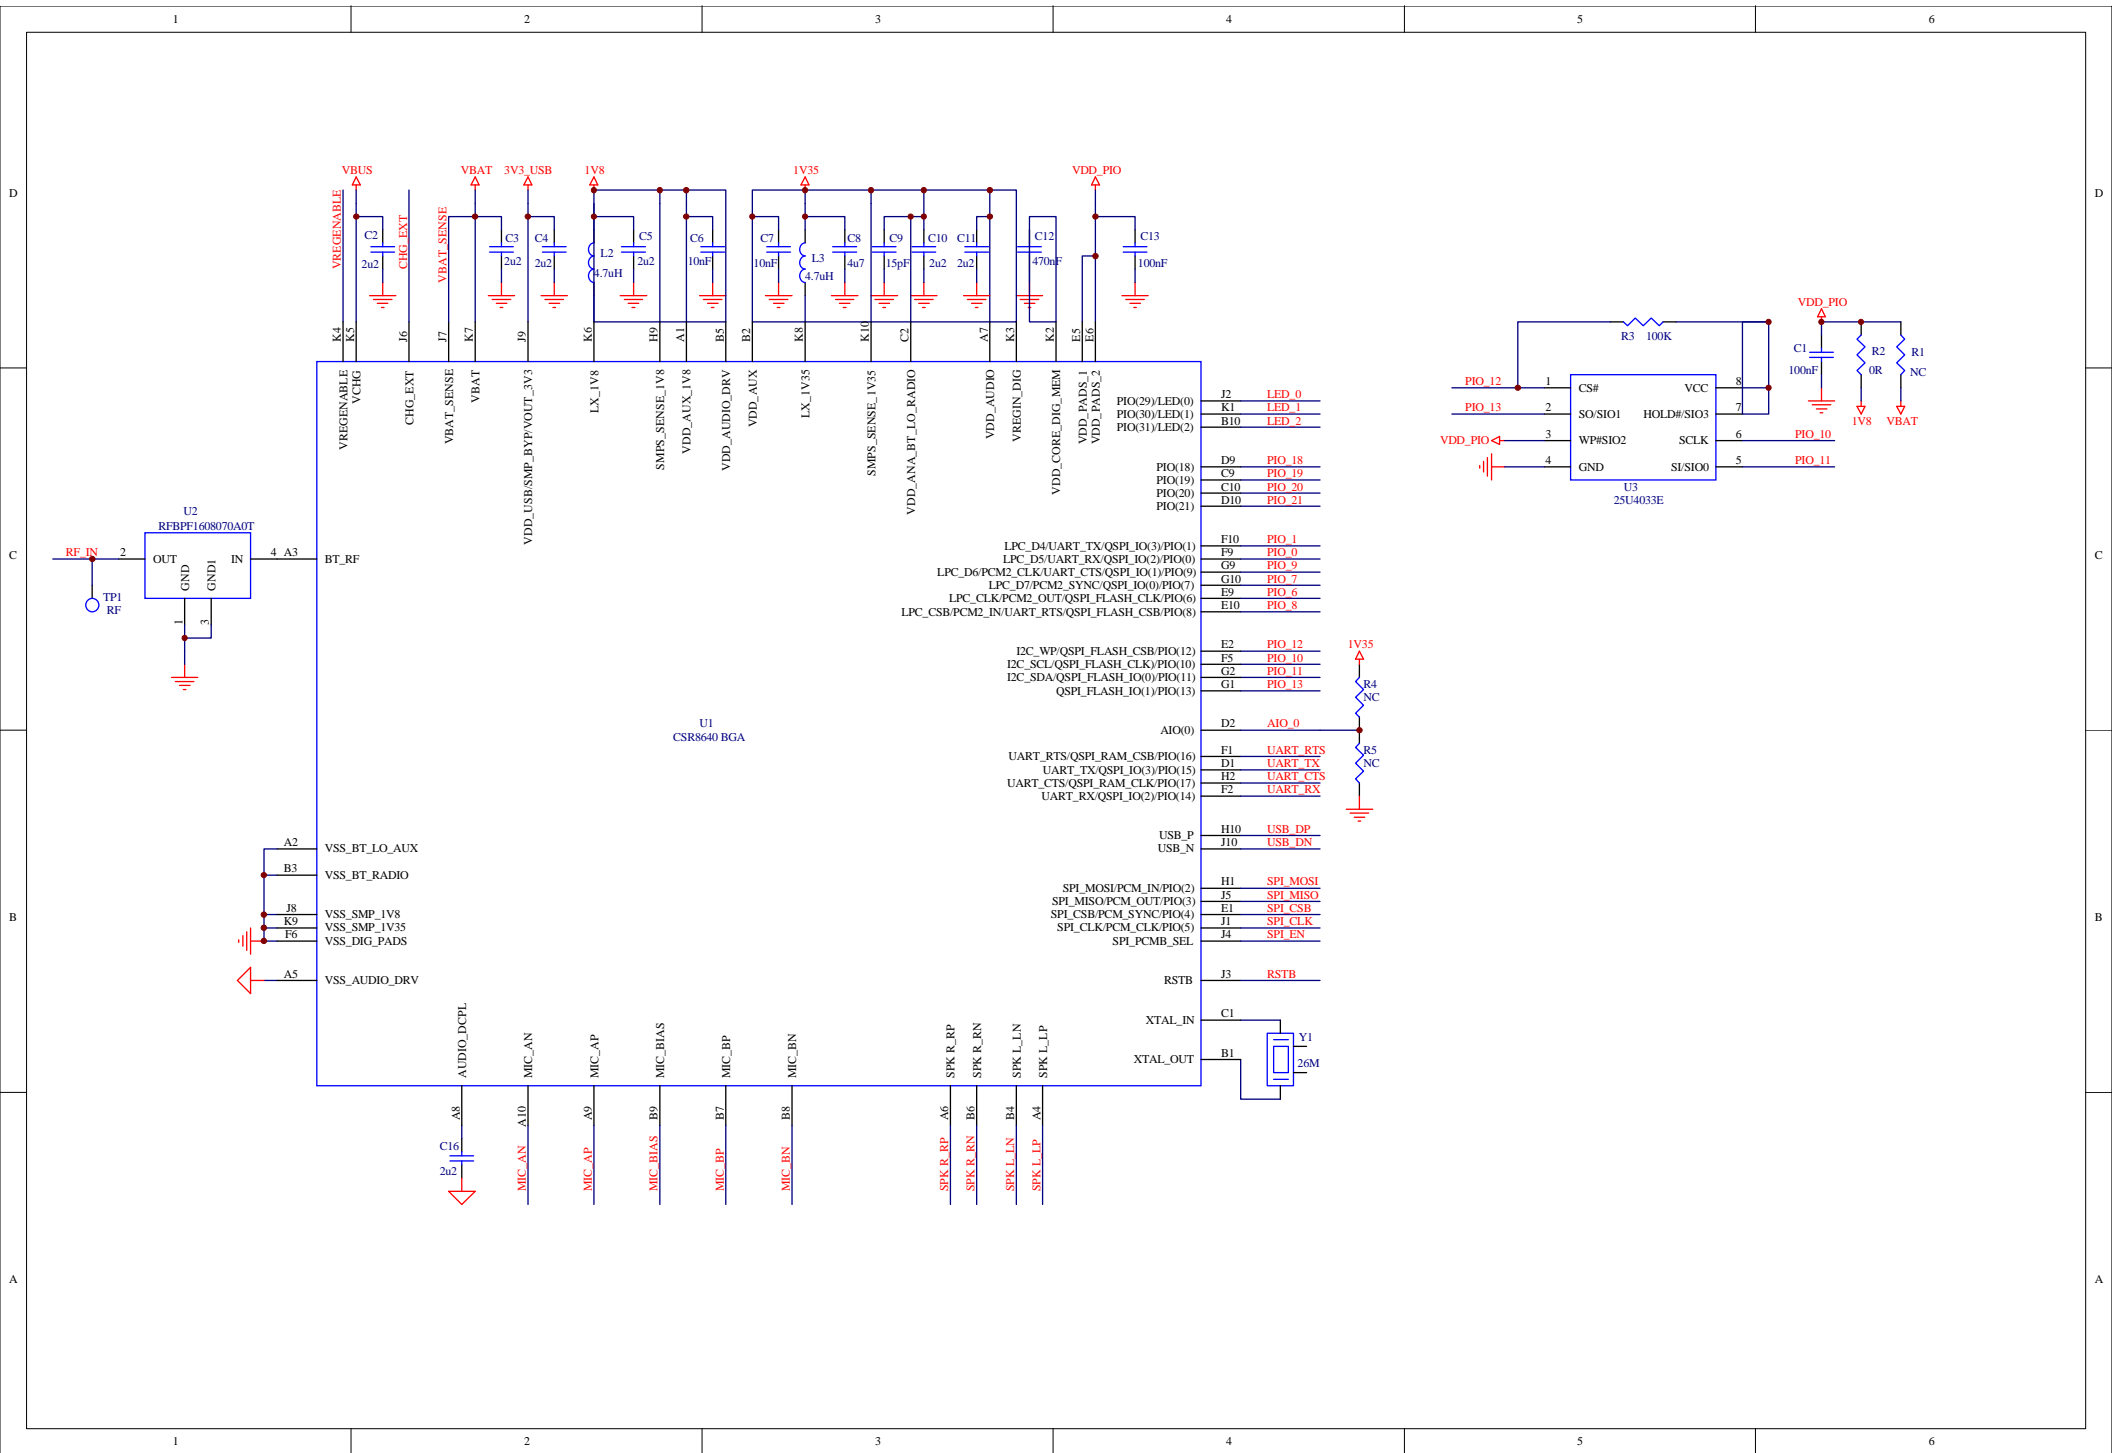 1 2 3 4 5 6
D D
VBUS VBAT 3V3_USB 1V8 1V35 VDD_PIO
VREGENABLE
CHG_EXT
VBAT_SENSE
C2
2u2
C3
2u2
C4
2u2
L2
4.7uH
C5
2u2
C6
10nF
C7
10nF
L3
4.7uH
C8
4u7
C9
15pF
C10
2u2
C11
2u2
C12
470nF
C13
100nF
K4 K5 J6 J7 K7 J9 K6 H9 A1 B5 B2 K8 K10 C2 A7 K3 K2 E5 E6
VREGENABLE
VCHG
CHG_EXT
VBAT_SENSE
VBAT
VDD_USB/SMP_BYP/VOUT_3V3
LX_1V8
SMPS_SENSE_1V8
VDD_AUX_1V8
VDD_AUDIO_DRV
VDD_AUX
LX_1V35
SMPS_SENSE_1V35
VDD_ANA_BT_LO_RADIO
VDD_AUDIO
VREGIN_DIG
VDD_CORE_DIG_MEM
VDD_PADS_1
VDD_PADS_2
PIO(29)/LED(0) J2 LED_0
PIO(30)/LED(1) K1 LED_1
PIO(31)/LED(2) B10 LED_2
PIO(18) D9 PIO_18
PIO(19) C9 PIO_19
PIO(20) C10 PIO_20
PIO(21) D10 PIO_21
LPC_D4/UART_TX/QSPI_IO(3)/PIO(1) F10 PIO_1
LPC_D5/UART_RX/QSPI_IO(2)/PIO(0) F9 PIO_0
LPC_D6/PCM2_CLK/UART_CTS/QSPI_IO(1)/PIO(9) G9 PIO_9
LPC_D7/PCM2_SYNC/QSPI_IO(0)/PIO(7) G10 PIO_7
LPC_CLK/PCM2_OUT/QSPI_FLASH_CLK/PIO(6) E9 PIO_6
LPC_CSB/PCM2_IN/UART_RTS/QSPI_FLASH_CSB/PIO(8) E10 PIO_8
I2C_WP/QSPI_FLASH_CSB/PIO(12) E2 PIO_12
I2C_SCL/QSPI_FLASH_CLK)/PIO(10) F5 PIO_10
I2C_SDA/QSPI_FLASH_IO(0)/PIO(11) G2 PIO_11
QSPI_FLASH_IO(1)/PIO(13) G1 PIO_13
AIO(0) D2 AIO_0
1V35
R4
NC
R5
NC
UART_RTS/QSPI_RAM_CSB/PIO(16) F1 UART_RTS
UART_TX/QSPI_IO(3)/PIO(15) D1 UART_TX
UART_CTS/QSPI_RAM_CLK/PIO(17) H2 UART_CTS
UART_RX/QSPI_IO(2)/PIO(14) F2 UART_RX
USB_P H10 USB_DP
USB_N J10 USB_DN
SPI_MOSI/PCM_IN/PIO(2) H1 SPI_MOSI
SPI_MISO/PCM_OUT/PIO(3) J5 SPI_MISO
SPI_CSB/PCM_SYNC/PIO(4) E1 SPI_CSB
SPI_CLK/PCM_CLK/PIO(5) J1 SPI_CLK
SPI_PCMB_SEL J4 SPI_EN
RSTB J3 RSTB
XTAL_IN C1
XTAL_OUT B1
Y1
26M
VDD_PIO
R3 100K
C1
100nF
R2
0R
R1
NC
1V8 VBAT
PIO_12 1 CS# VCC 8
PIO_13 2 SO/SIO1 HOLD#/SIO3 7
VDD_PIO 3 WP#SIO2 SCLK 6 PIO_10
4 GND SI/SIO0 5 PIO_11
U3
25U4033E
C C
U2
RFBPF1608070A0T
RF_IN 2 OUT IN 4 A3 BT_RF
GND
GND1
1 3
TP1
RF
U1
CSR8640 BGA
B B
A2 VSS_BT_LO_AUX
B3 VSS_BT_RADIO
J8 VSS_SMP_1V8
K9 VSS_SMP_1V35
F6 VSS_DIG_PADS
A5 VSS_AUDIO_DRV
AUDIO_DCPL
MIC_AN
MIC_AP
MIC_BIAS
MIC_BP
MIC_BN
SPK R_RP
SPK R_RN
SPK L_LN
SPK L_LP
A8 A10 A9 B9 B7 B8 A6 B6 B4 A4
C16
2u2
MIC_AN
MIC_AP
MIC_BIAS
MIC_BP
MIC_BN
SPK R_RP
SPK R_RN
SPK L_LN
SPK L_LP
A A
1 2 3 4 5 6